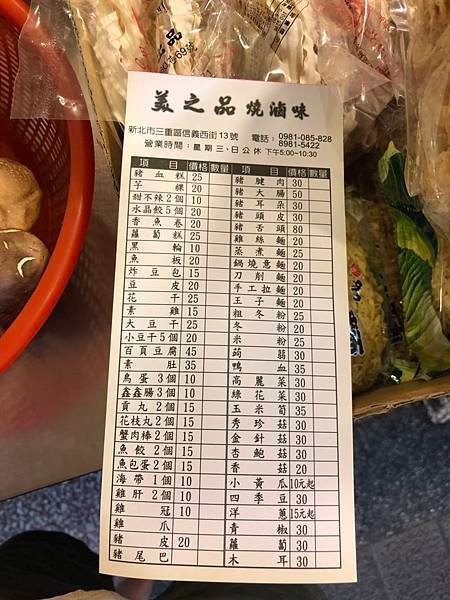 美之品燒滷味
新北市三重區信義西街13號 電話：0981-085-828
8981-5422
營業時間：星期三、日公休 下午5:00~10:30
項目 價格 數量
豬血糕 25
芋粿 20
甜不辣2個 10
水晶餃5個 20
香魚卷 20
蘿蔔糕 25
黑輪 10
魚板 20
炸豆包 15
豆皮 20
花干 25
素雞 15
大豆干 25
小豆干5個 20
百頁豆腐 45
素肚 35
鳥蛋3個 10
鑫鑫腸3個 10
貢丸2個 15
花枝丸2個 15
蟹肉棒2個 15
魚餃2個 15
魚包蛋2個 15
海帶1個 10
雞肝2個 10
雞冠 10
雞爪
豬皮 20
豬尾巴
項目 價格 數量
豬腱肉 30
豬大腸 50
豬耳朵 30
豬頭皮 30
豬舌頭 80
雞絲麵 20
蒸煮麵 25
鍋燒意麵 20
刀削麵 20
手工拉麵 20
王子麵 20
粗冬粉 25
冬粉 20
米粉 25
蒟蒻 30
鴨血 35
高麗菜 30
綠花菜 30
玉米筍 35
秀珍菇 30
金針菇 30
杏鮑菇 30
香菇 20
小黃瓜 10元起
四季豆 30
洋蔥 15元起
青椒 30
蘿蔔 30
木耳 30